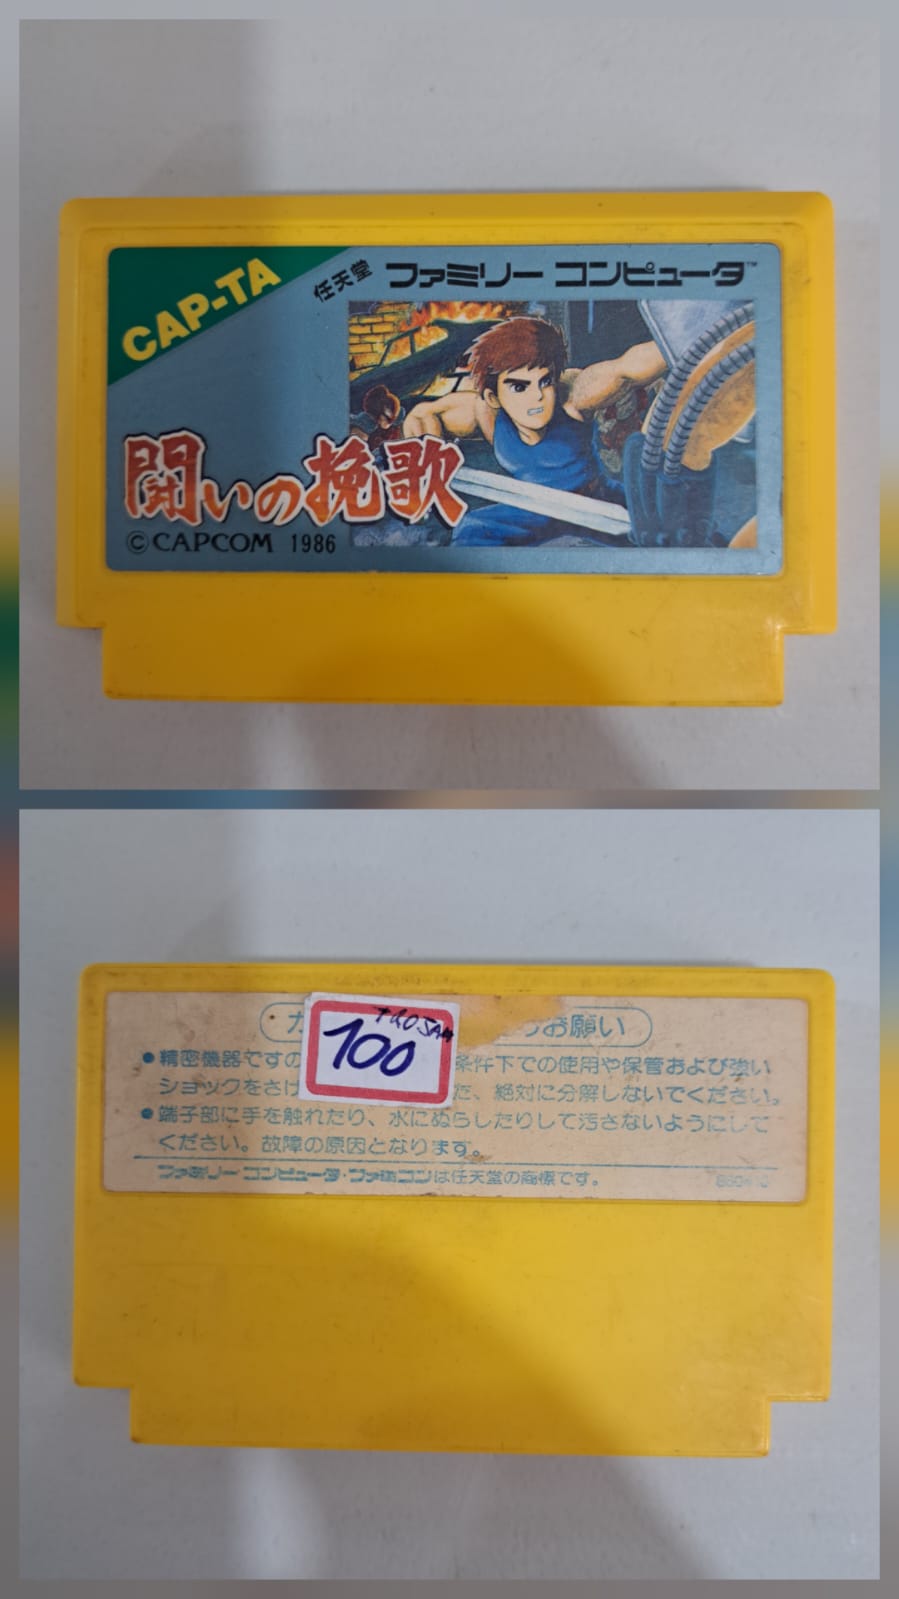 CAP-TA
任天堂 ファミリー コンピュータ™
闘いの挽歌
©CAPCOM 1986
TROJAN
100
カ
のお願い
●精密機器ですの 条件下での使用や保管および強い
ショックをさけ た、絶対に分解しないでください。
●端子部に手を触れたり、水にぬらしたりして汚さないようにして
ください。故障の原因となります。
ファミリー コンピュータ・ファミコンは任天堂の商標です。